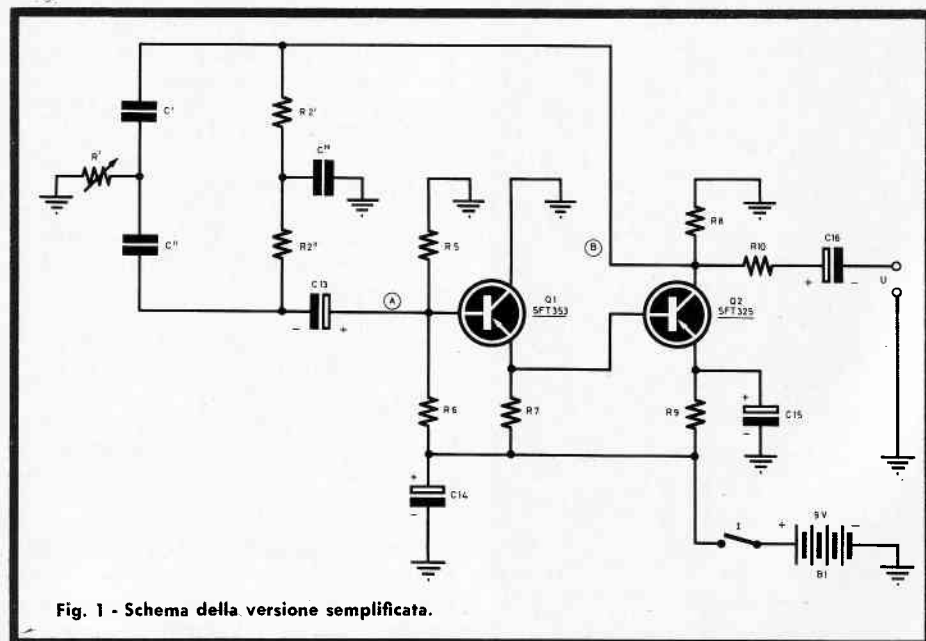 C'
R'
C"
R2'
C'''
R2"
C13
- +
A
R5
R6
Q1
SFT353
R7
B
R8
R10
C16
+ -
U
Q2
SFT325
R9
+
-
C15
+
-
C14
I
+ 9V -
B1
Fig. 1 - Schema della versione semplificata.